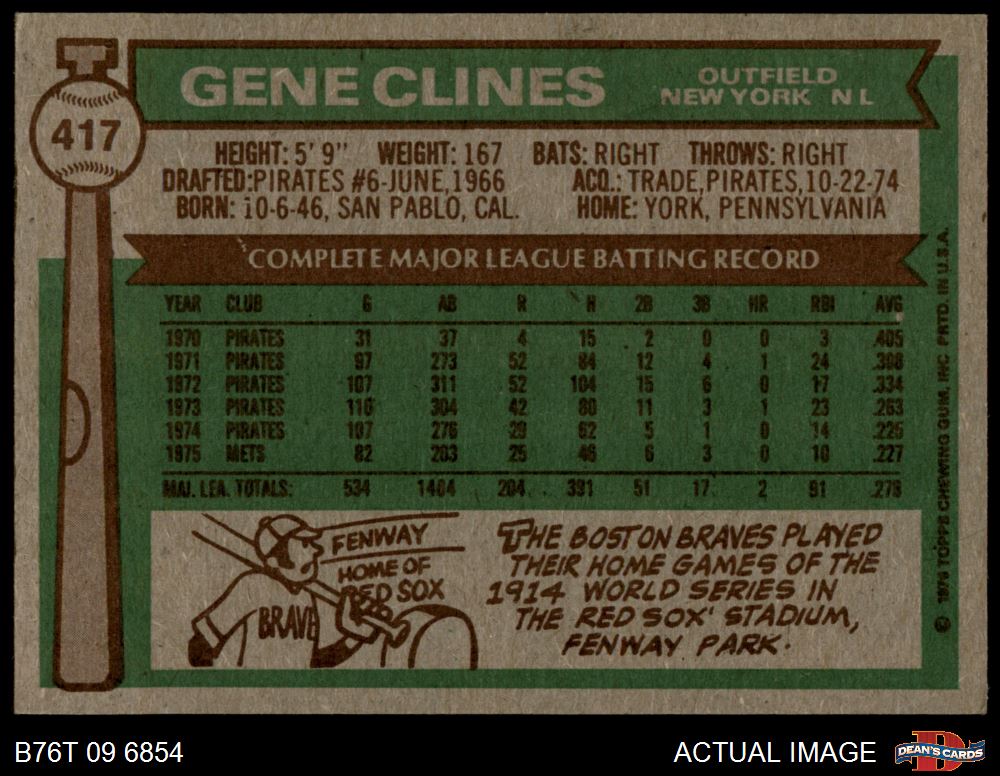 417
GENE CLINES
OUTFIELD
NEW YORK N L
HEIGHT: 5' 9" WEIGHT: 167 BATS: RIGHT THROWS: RIGHT
DRAFTED: PIRATES #6-JUNE, 1966 ACQ.: TRADE, PIRATES, 10-22-74
BORN: 10-6-46, SAN PABLO, CAL. HOME: YORK, PENNSYLVANIA
COMPLETE MAJOR LEAGUE BATTING RECORD
YEAR CLUB G AB R H 2B 3B HR RBI AVG
1970 PIRATES 31 37 4 15 2 0 0 3 .405
1971 PIRATES 97 273 52 84 12 4 1 24 .308
1972 PIRATES 107 311 52 104 15 6 0 17 .334
1973 PIRATES 110 304 42 80 11 3 1 23 .263
1974 PIRATES 107 276 29 62 5 1 0 14 .225
1975 METS 82 203 25 46 6 3 0 10 .227
MAJ. LEA. TOTALS: 534 1404 204 391 51 17 2 91 .278
FENWAY
HOME OF
RED SOX
BRAVE
THE BOSTON BRAVES PLAYED
THEIR HOME GAMES OF THE
1914 WORLD SERIES IN
THE RED SOX' STADIUM,
FENWAY PARK.
© 1976 TOPPS CHEWING GUM, INC. PRTD. IN U.S.A.
B76T 09 6854
ACTUAL IMAGE
DEAN'S CARDS